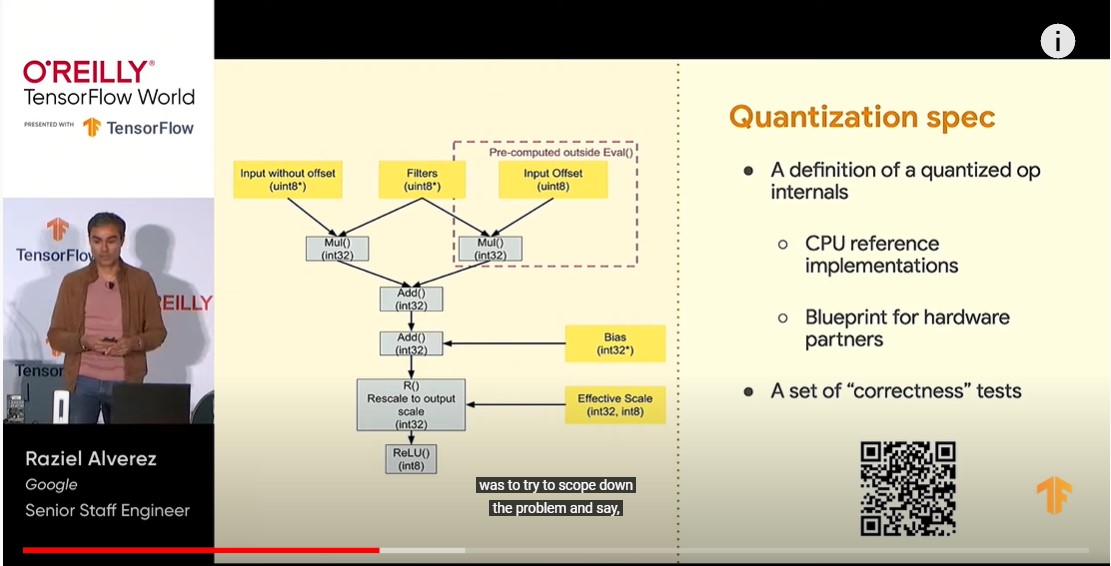 O'REILLY®
TensorFlow World
PRESENTED WITH TensorFlow
TensorFlow
REILLY
Tensor
Raziel Alverez
Google
Senior Staff Engineer
Pre-computed outside Eval()
Input without offset
(uint8*)
Filters
(uint8*)
Input Offset
(uint8)
Mul()
(int32)
Mul()
(int32)
Add()
(int32)
Add()
(int32)
Bias
(int32*)
R()
Rescale to output
scale
(int32)
Effective Scale
(int32, int8)
ReLU()
(int8)
was to try to scope down
the problem and say,
Quantization spec
● A definition of a quantized op
internals
○ CPU reference
implementations
○ Blueprint for hardware
partners
● A set of “correctness” tests
i